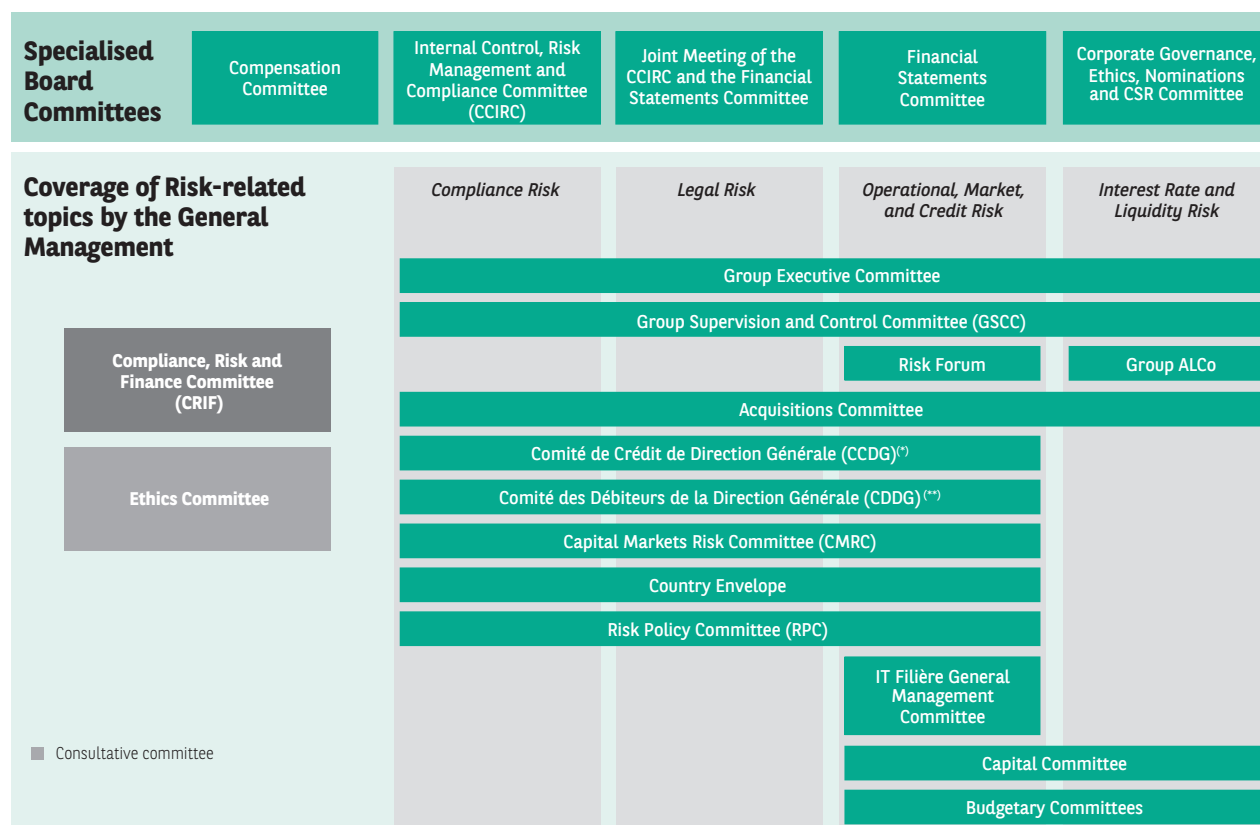 Specialised
Board
Committees
Compensation
Committee
Internal Control, Risk
Management and
Compliance Committee
(CCIRC)
Joint Meeting of the
CCIRC and the Financial
Statements Committee
Financial
Statements
Committee
Corporate Governance,
Ethics, Nominations
and CSR Committee
Coverage of Risk-related
topics by the General
Management
Compliance Risk
Legal Risk
Operational, Market,
and Credit Risk
Interest Rate and
Liquidity Risk
Group Executive Committee
Group Supervision and Control Committee (GSCC)
Compliance, Risk and
Finance Committee
(CRIF)
Risk Forum
Group ALCo
Acquisitions Committee
Comité de Crédit de Direction Générale (CCDG)(*)
Ethics Committee
Comité des Débiteurs de la Direction Générale (CDDG)(**)
Capital Markets Risk Committee (CMRC)
Country Envelope
Risk Policy Committee (RPC)
IT Filière General
Management
Committee
Consultative committee
Capital Committee
Budgetary Committees